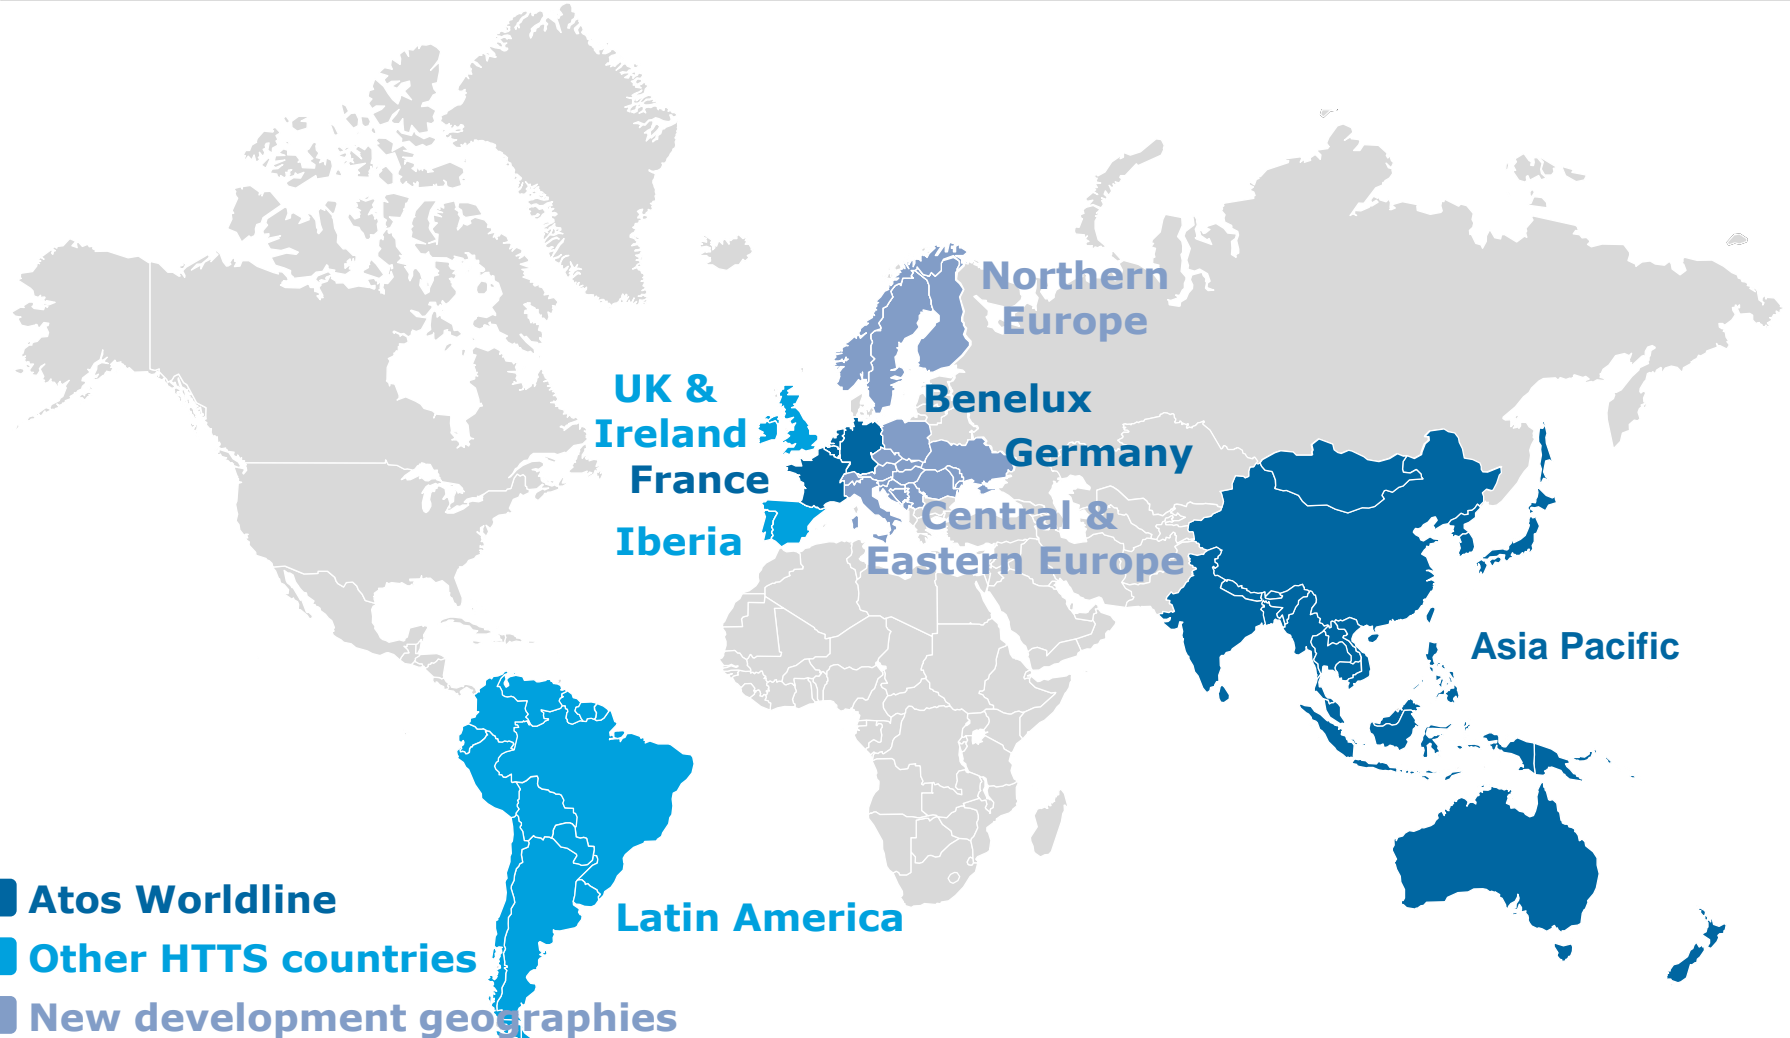 Northern
Europe
UK &
Ireland
Benelux
Germany
France
Central &
Eastern Europe
Iberia
Asia Pacific
Latin America
Atos Worldline
Other HTTS countries
New development geographies